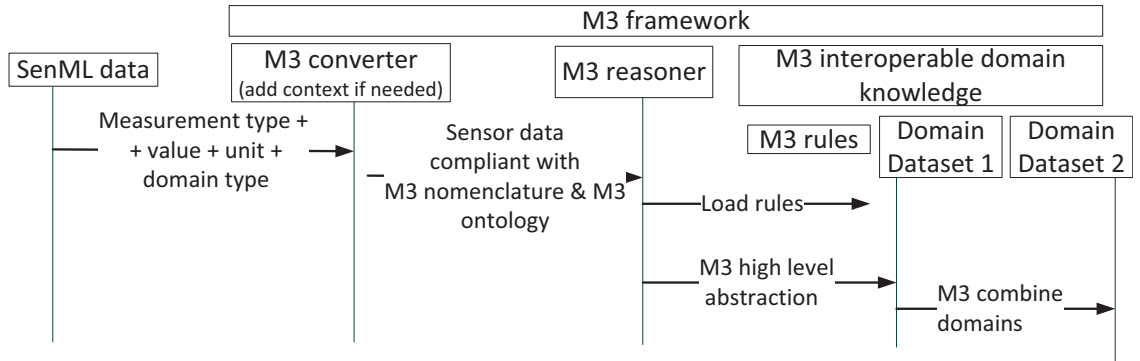 M3 framework
SenML data
M3 converter
(add context if needed)
M3 reasoner
M3 interoperable domain
knowledge
M3 rules
Domain
Dataset 1
Domain
Dataset 2
Measurement type +
+ value + unit +
domain type
Sensor data
compliant with
M3 nomenclature & M3
ontology
Load rules
M3 high level
abstraction
M3 combine
domains